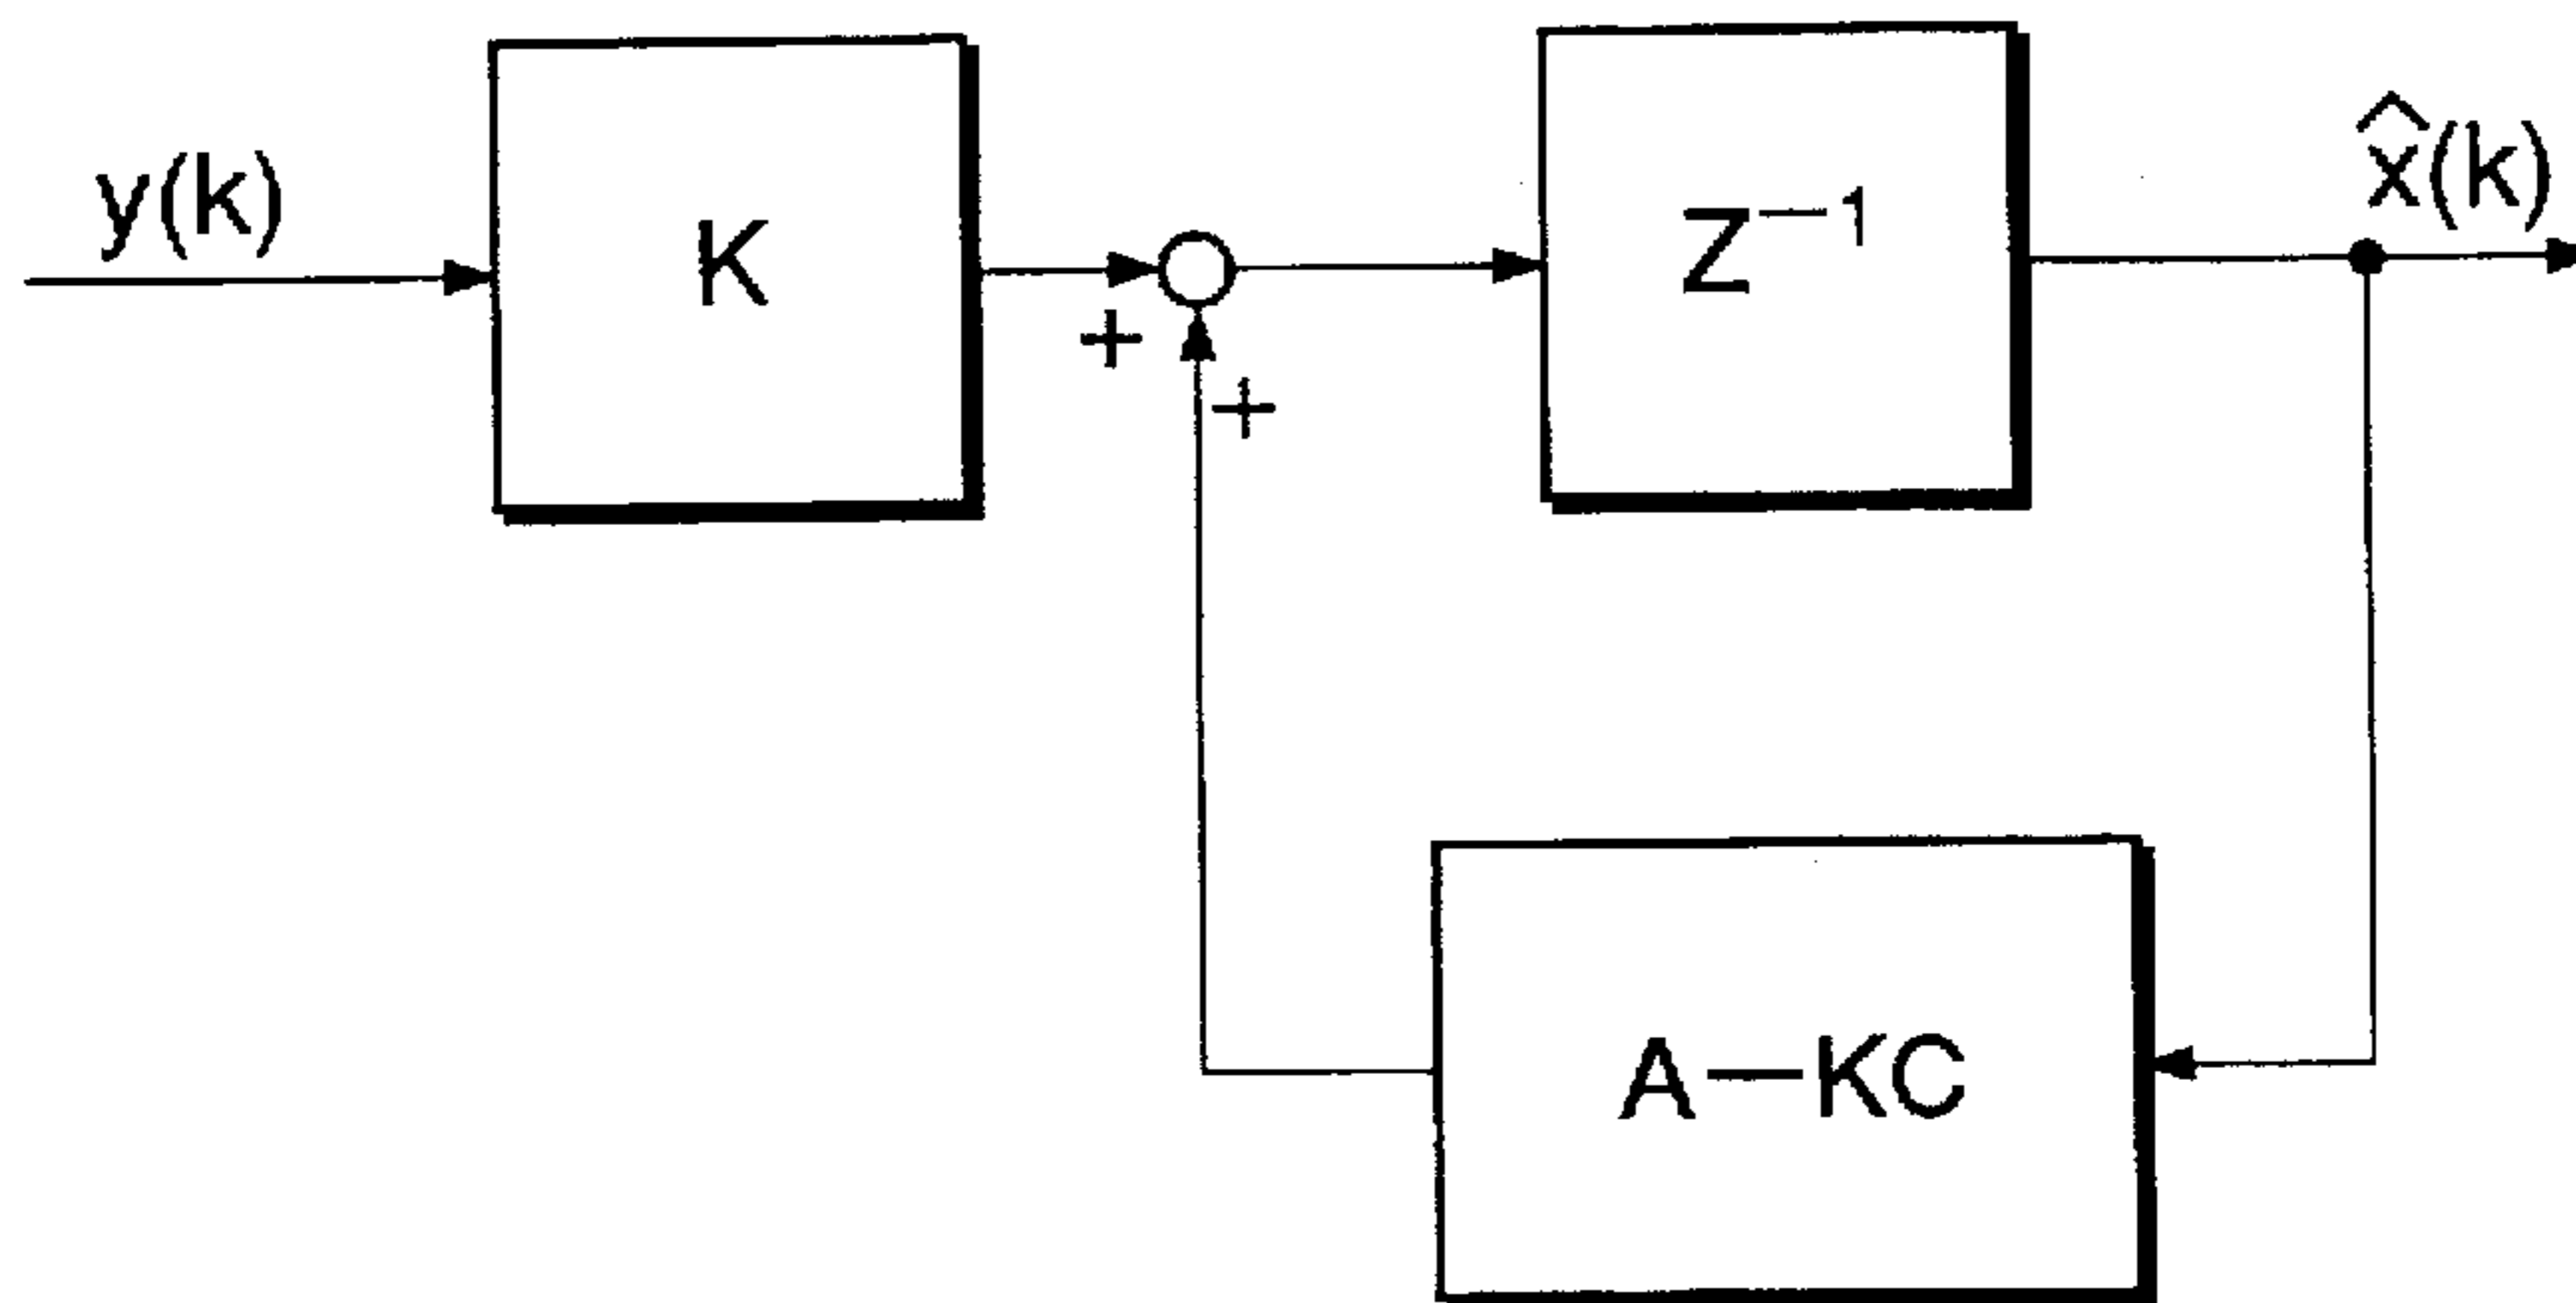 y(k)
K
+
+
Z⁻¹
x̂(k)
A—KC